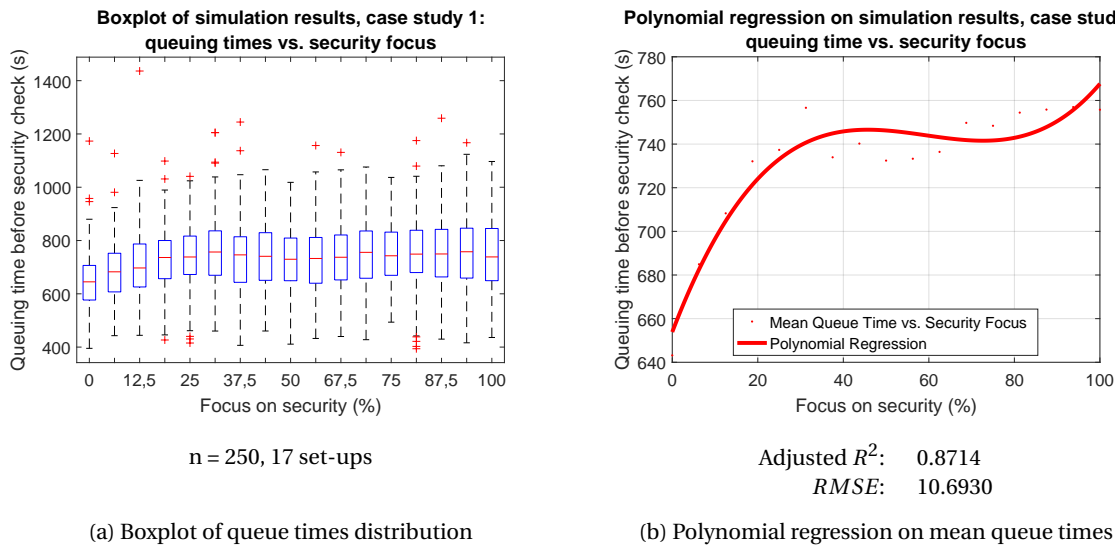 Boxplot of simulation results, case study 1:
queuing times vs. security focus
Queuing time before security check (s)
1400
1200
1000
800
600
400
0 12,5 25 37,5 50 67,5 75 87,5 100
Focus on security (%)
n = 250, 17 set-ups
(a) Boxplot of queue times distribution
Polynomial regression on simulation results, case stud
queuing time vs. security focus
Queuing time before security check (s)
780
760
740
720
700
680
660
640
Mean Queue Time vs. Security Focus
Polynomial Regression
0 20 40 60 80 100
Focus on security (%)
Adjusted R²: 0.8714
RMSE: 10.6930
(b) Polynomial regression on mean queue times